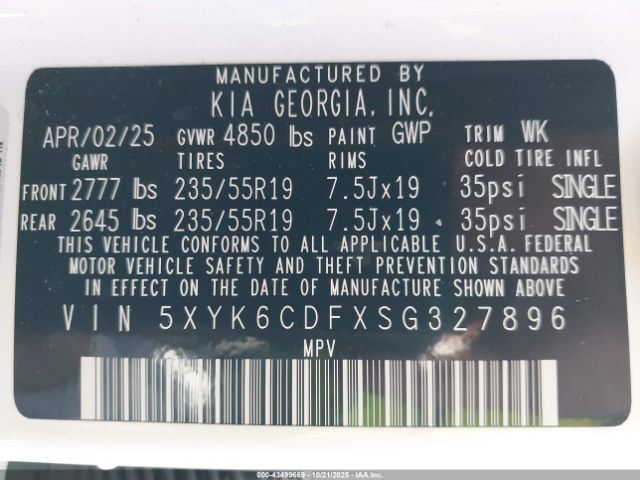 MANUFACTURED BY
KIA GEORGIA, INC.
APR/02/25 GVWR 4850 lbs PAINT GWP TRIM WK
GAWR TIRES RIMS COLD TIRE INFL
FRONT 2777 lbs 235/55R19 7.5Jx19 35psi SINGLE
REAR 2645 lbs 235/55R19 7.5Jx19 35psi SINGLE
THIS VEHICLE CONFORMS TO ALL APPLICABLE U.S.A. FEDERAL
MOTOR VEHICLE SAFETY AND THEFT PREVENTION STANDARDS
IN EFFECT ON THE DATE OF MANUFACTURE SHOWN ABOVE
VIN 5XYK6CDFXSG327896
MPV
000-43499669 - 10/21/2025 - IAA Inc.